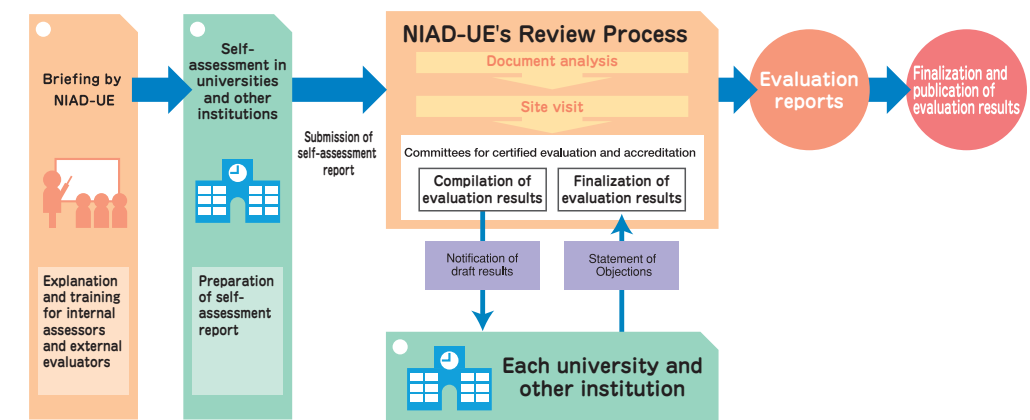 Briefing by
NIAD-UE
Explanation
and training
for internal
assessors
and external
evaluators
Self-
assessment in
universities
and other
institutions
Preparation
of self-
assessment
report
Submission of
self-assessment
report
NIAD-UE's Review Process
Document analysis
Site visit
Committees for certified evaluation and accreditation
Compilation of
evaluation results
Finalization of
evaluation results
Notification of
draft results
Statement of
Objections
Each university and
other institution
Evaluation
reports
Finalization and
publication of
evaluation results